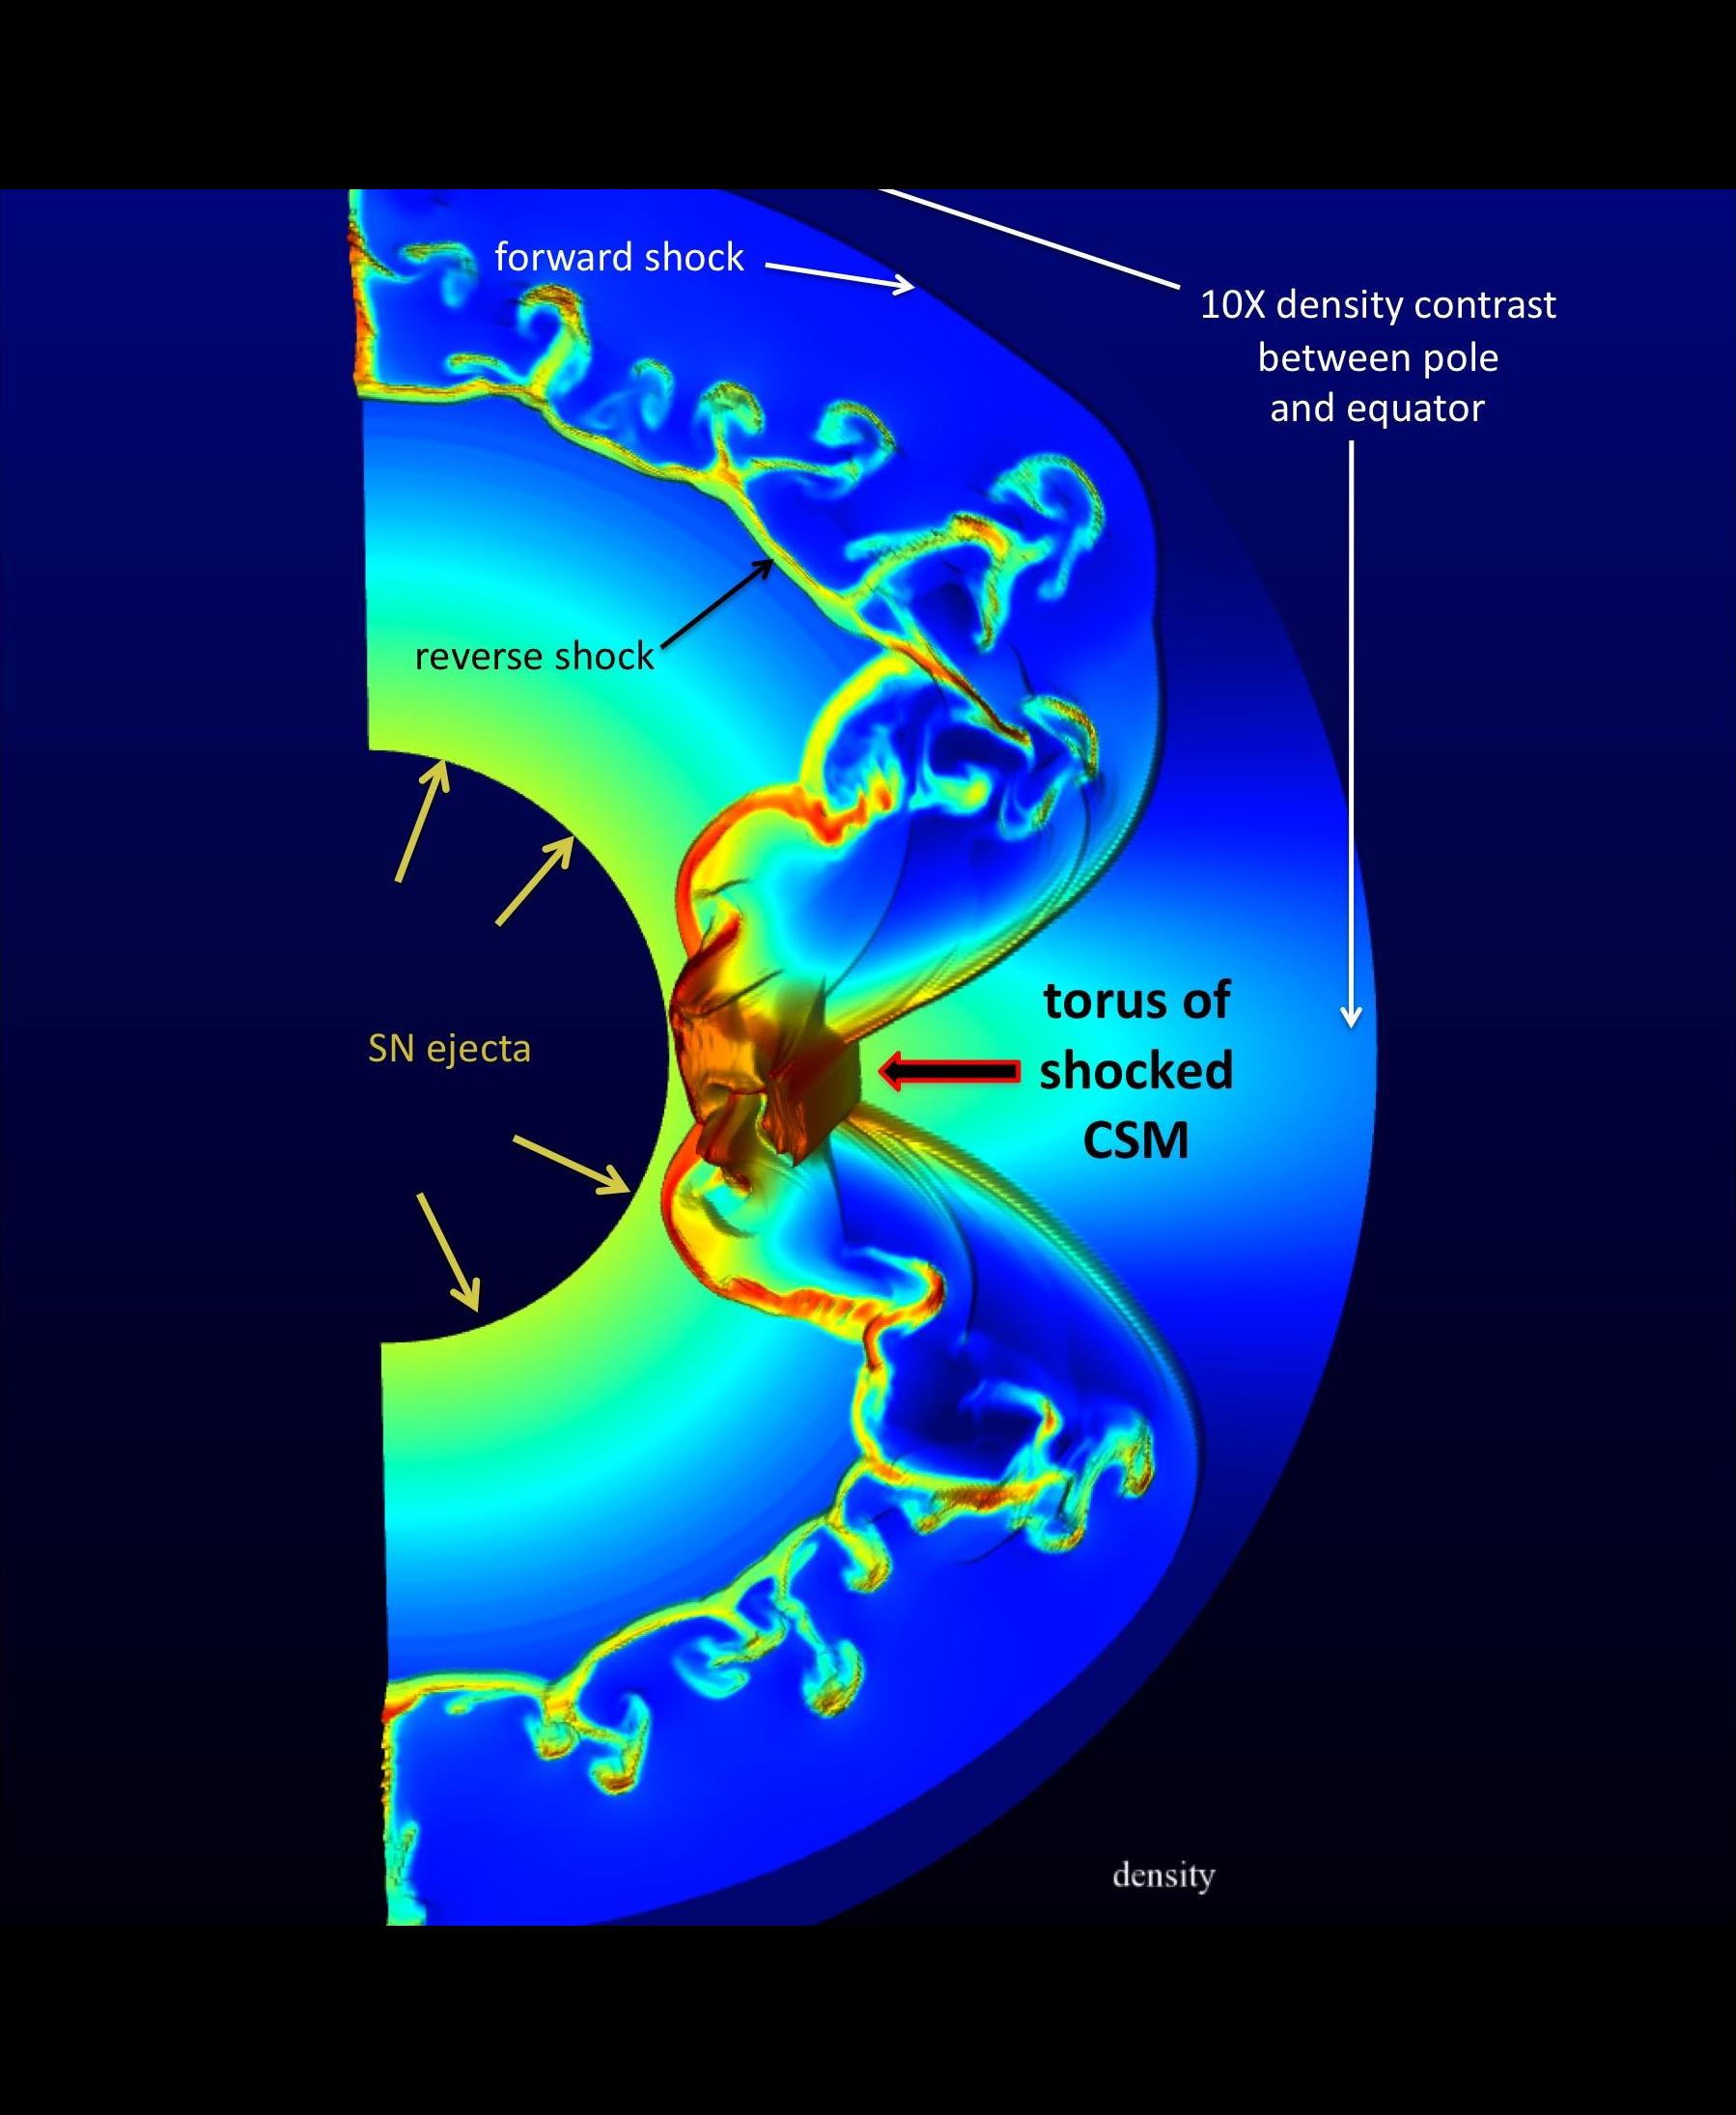 forward shock
10X density contrast
between pole
and equator
reverse shock
torus of
shocked
CSM
SN ejecta
density